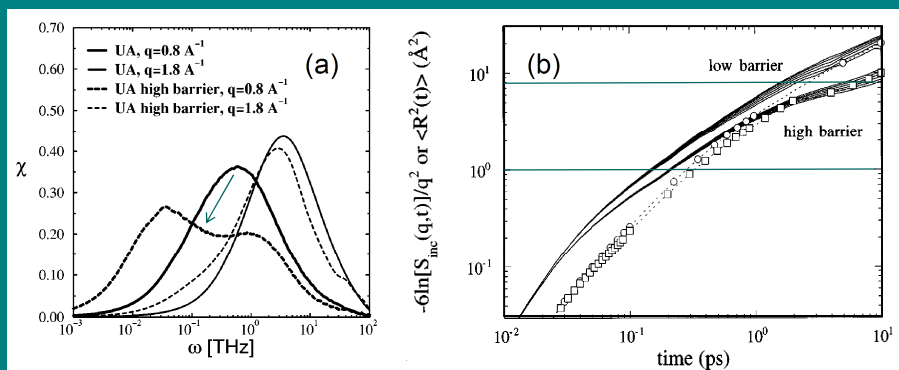 0.70
0.60
0.50
0.40
0.30
0.20
0.10
0.00
χ
(a)
UA, q=0.8 A⁻¹
UA, q=1.8 A⁻¹
UA high barrier, q=0.8 A⁻¹
UA high barrier, q=1.8 A⁻¹
10⁻³ 10⁻² 10⁻¹ 10⁰ 10¹ 10²
ω [THz]
-6ln[S_inc(q,t)]/q² or <R²(t)> (Å²)
(b)
low barrier
high barrier
10¹
10⁰
10⁻¹
10⁻² 10⁻¹ 10⁰ 10¹
time (ps)